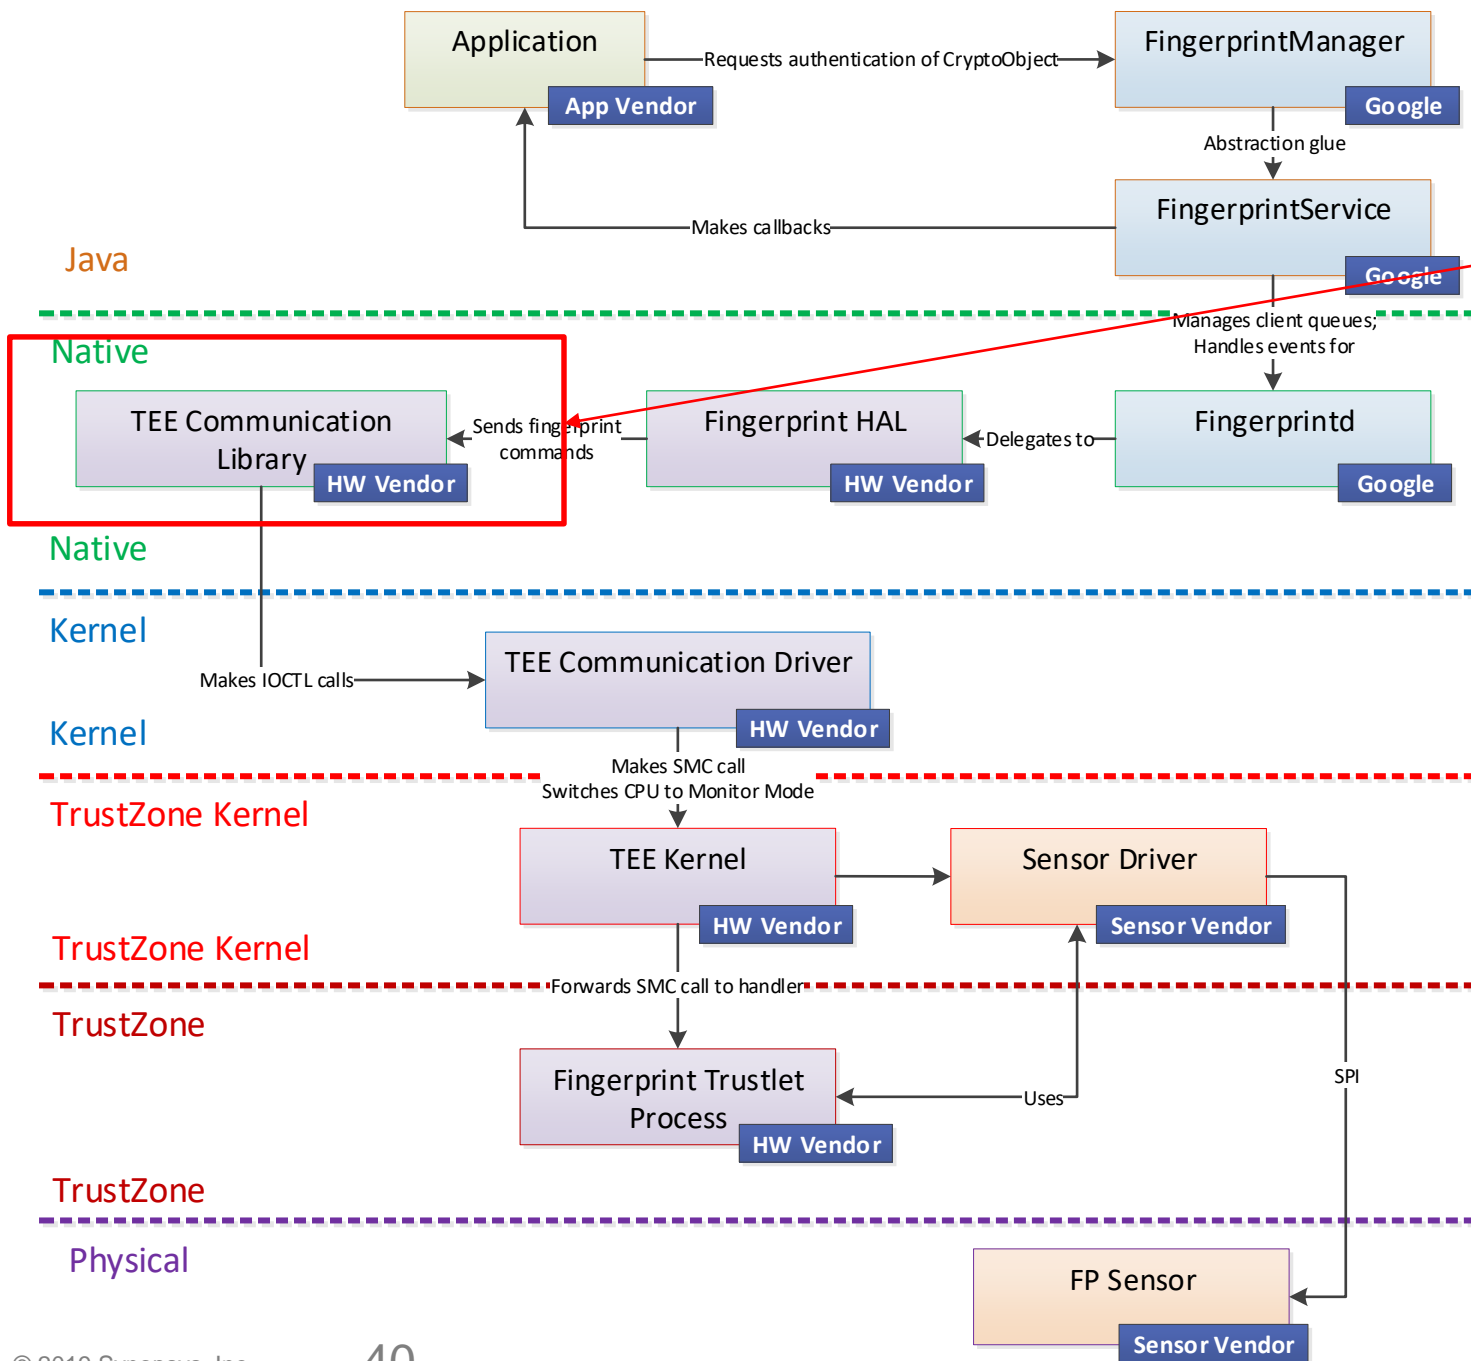 Application
App Vendor
Requests authentication of CryptoObject
FingerprintManager
Google
Abstraction glue
FingerprintService
Google
Makes callbacks
Java
Manages client queues;
Handles events for
Native
TEE Communication
Library
HW Vendor
Sends fingerprint
commands
Fingerprint HAL
HW Vendor
Delegates to
Fingerprintd
Google
Native
Kernel
TEE Communication Driver
HW Vendor
Makes IOCTL calls
Kernel
Makes SMC call
Switches CPU to Monitor Mode
TrustZone Kernel
TEE Kernel
HW Vendor
Sensor Driver
Sensor Vendor
TrustZone Kernel
Forwards SMC call to handler
TrustZone
Fingerprint Trustlet
Process
HW Vendor
Uses
SPI
TrustZone
Physical
FP Sensor
Sensor Vendor
40